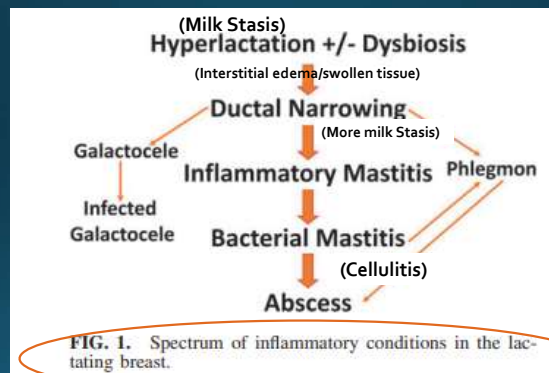 (Milk Stasis)
Hyperlactation +/- Dysbiosis
(Interstitial edema/swollen tissue)
Ductal Narrowing
(More milk Stasis)
Galactocele
Inflammatory Mastitis
Phlegmon
Infected
Galactocele
Bacterial Mastitis
(Cellulitis)
Abscess
FIG. 1. Spectrum of inflammatory conditions in the lac-
tating breast.